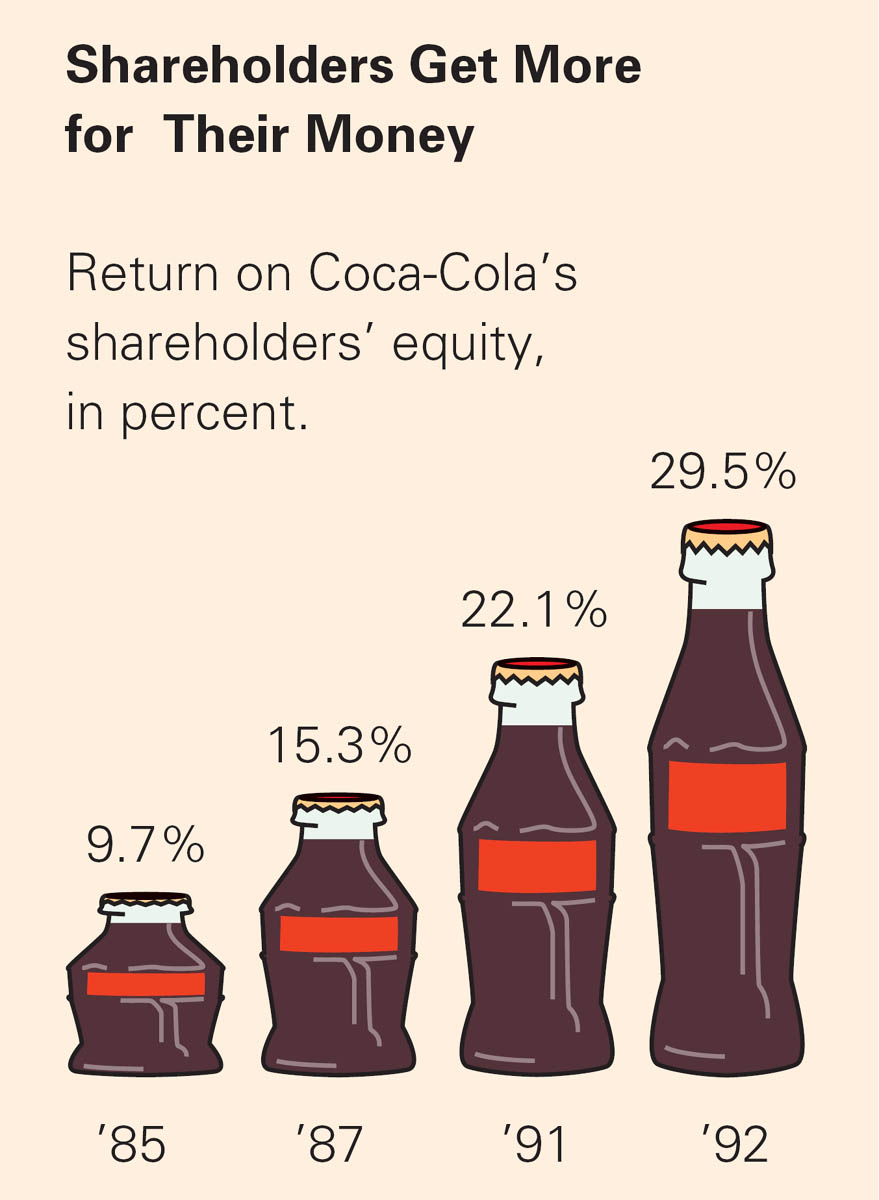 Shareholders Get More
for Their Money
Return on Coca-Cola’s
shareholders’ equity,
in percent.
29.5%
22.1%
15.3%
9.7%
’85 ’87 ’91 ’92